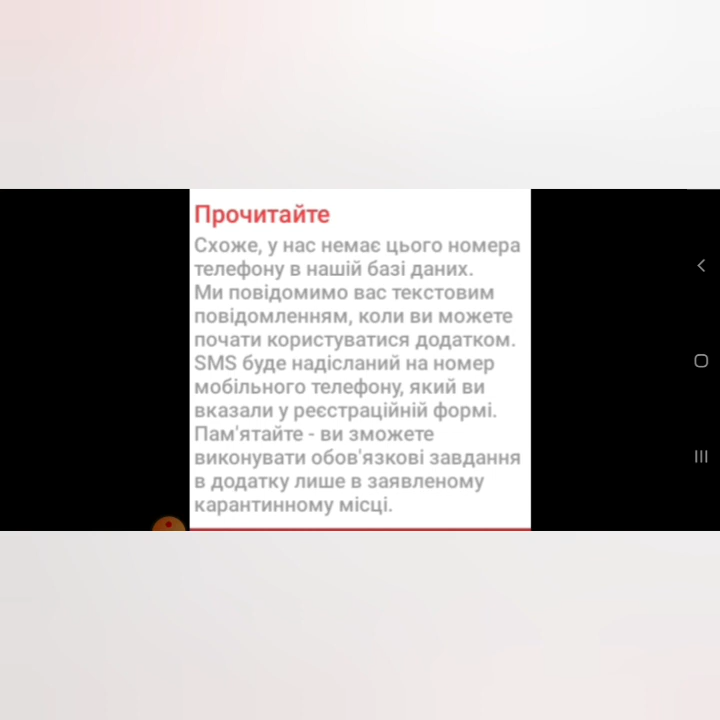 Прочитайте
Схоже, у нас немає цього номера
телефону в нашій базі даних.
Ми повідомимо вас текстовим
повідомленням, коли ви можете
почати користуватися додатком.
SMS буде надісланий на номер
мобільного телефону, який ви
вказали у реєстраційній формі.
Пам'ятайте - ви зможете
виконувати обов'язкові завдання
в додатку лише в заявленому
карантинному місці.